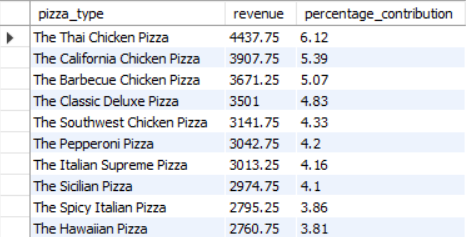 pizza_type revenue percentage_contribution
The Thai Chicken Pizza 4437.75 6.12
The California Chicken Pizza 3907.75 5.39
The Barbecue Chicken Pizza 3671.25 5.07
The Classic Deluxe Pizza 3501 4.83
The Southwest Chicken Pizza 3141.75 4.33
The Pepperoni Pizza 3042.75 4.2
The Italian Supreme Pizza 3013.25 4.16
The Sicilian Pizza 2974.75 4.1
The Spicy Italian Pizza 2795.25 3.86
The Hawaiian Pizza 2760.75 3.81